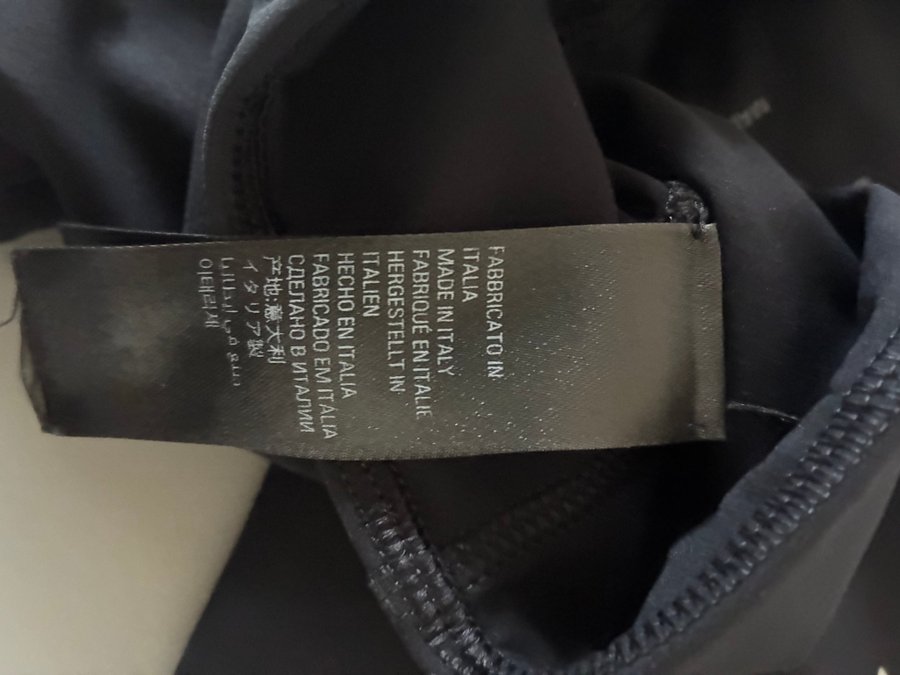 FABBRICATO IN
ITALIA
MADE IN ITALY
FABRIQUÉ EN ITALIE
HERGESTELLT IN
ITALIEN
HECHO EN ITALIA
FABRICADO EM ITÁLIA
СДЕЛАНО В ИТАЛИИ
产地:意大利
イタリア製
صنع في إيطاليا
이태리제